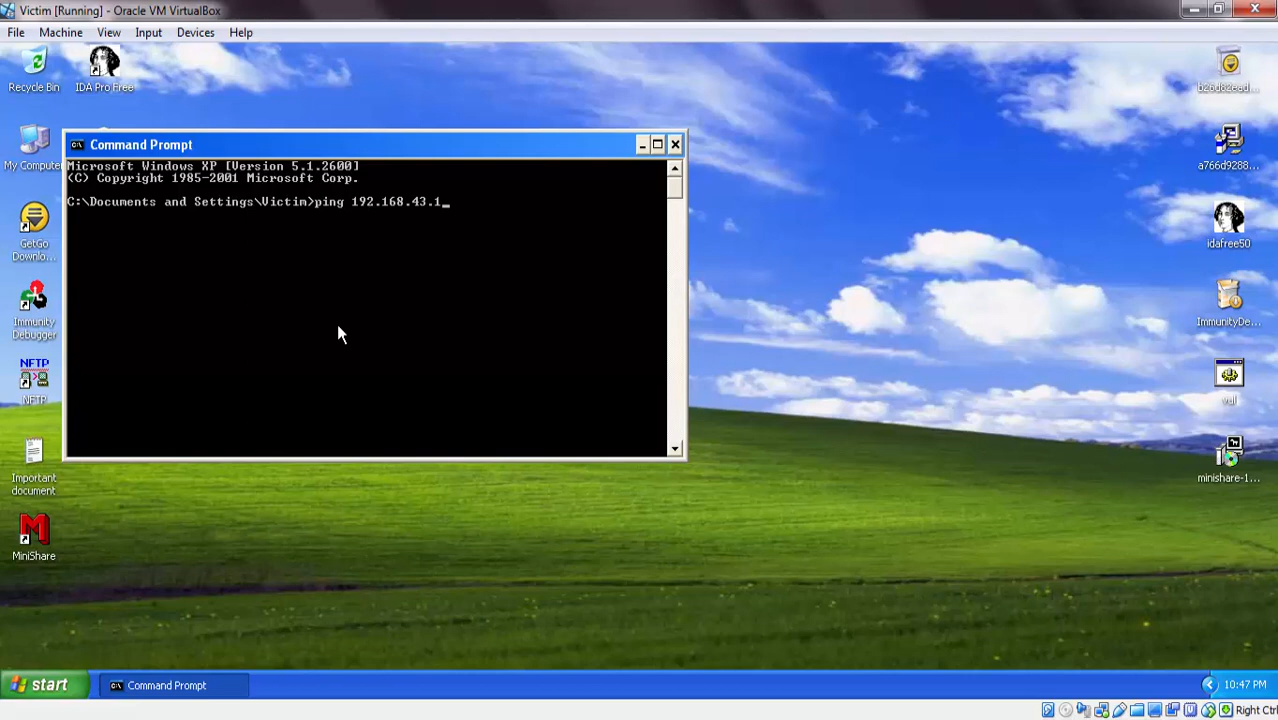 Victim [Running] - Oracle VM VirtualBox
File Machine View Input Devices Help
Recycle Bin
IDA Pro Free
My Compute
GetGo
Downlo...
Immunity
Debugger
NFTP
NFTP
Important
document
MiniShare
Command Prompt
Microsoft Windows XP [Version 5.1.2600]
(C) Copyright 1985-2001 Microsoft Corp.
C:\Documents and Settings\Victim>ping 192.168.43.1_
b26d82ead...
a766d9288...
idafree50
ImmunityDe...
vul
minishare-1...
start
Command Prompt
10:47 PM
Right Ctrl